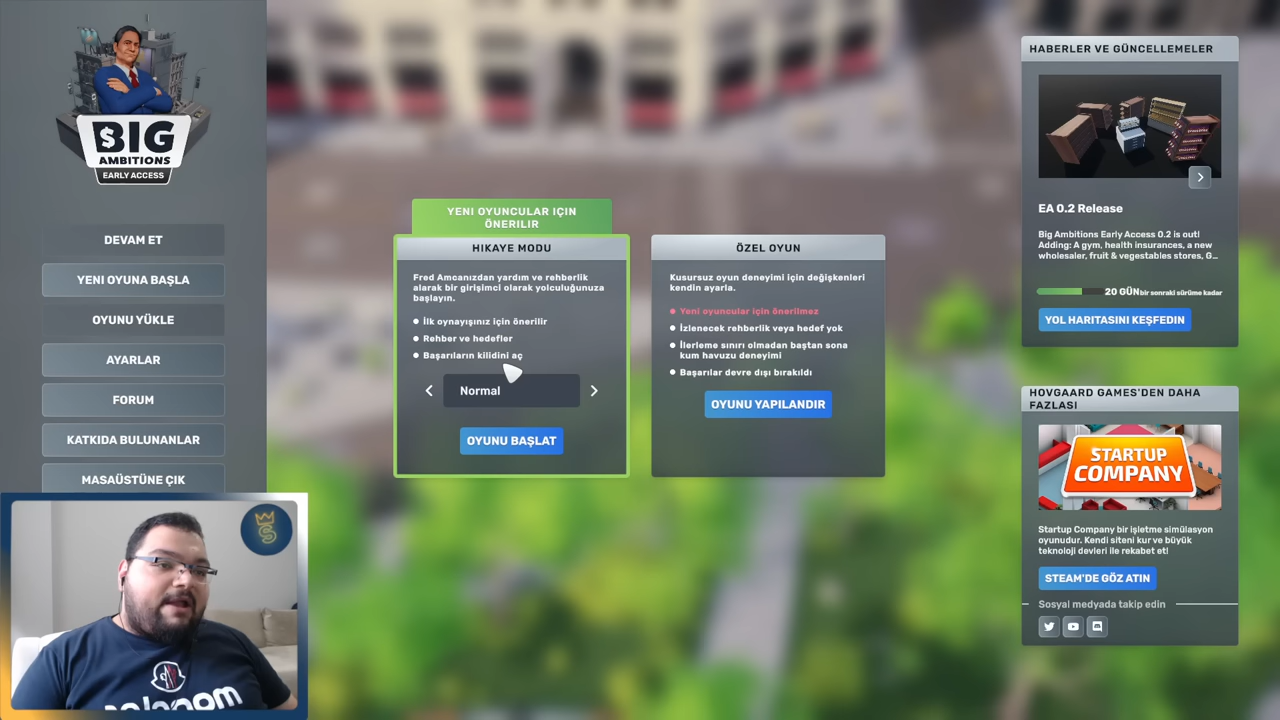 BIG
AMBITIONS
EARLY ACCESS
DEVAM ET
YENİ OYUNA BAŞLA
OYUNU YÜKLE
AYARLAR
FORUM
KATKIDA BULUNANLAR
MASAÜSTÜNE ÇIK
YENİ OYUNCULAR İÇİN
ÖNERİLİR
HIKAYE MODU
Fred Amcanızdan yardım ve rehberlik
alarak bir girişimci olarak yolculuğunuza
başlayın.
İlk oynayışınız için önerilir
Rehber ve hedefler
Başarıların kilidini aç
Normal
OYUNU BAŞLAT
ÖZEL OYUN
Kusursuz oyun deneyimi için değişkenleri
kendin ayarla.
Yeni oyuncular için önerilmez
İzlenecek rehberlik veya hedef yok
İlerleme sınırı olmadan baştan sona
kum havuzu deneyimi
Başarılar devre dışı bırakıldı
OYUNU YAPILANDIR
HABERLER VE GÜNCELLEMELER
EA 0.2 Release
Big Ambitions Early Access 0.2 is out!
Adding: A gym, health insurances, a new
wholesaler, fruit & vegestables stores, G...
20 GÜN bir sonraki sürüme kadar
YOL HARITASINI KEŞFEDIN
HOVGAARD GAMES'DEN DAHA
FAZLASI
STARTUP
COMPANY
Startup Company bir işletme simülasyon
oyunudur. Kendi siteni kur ve büyük
teknoloji devleri ile rekabet et!
STEAM'DE GÖZ ATIN
Sosyal medyada takip edin